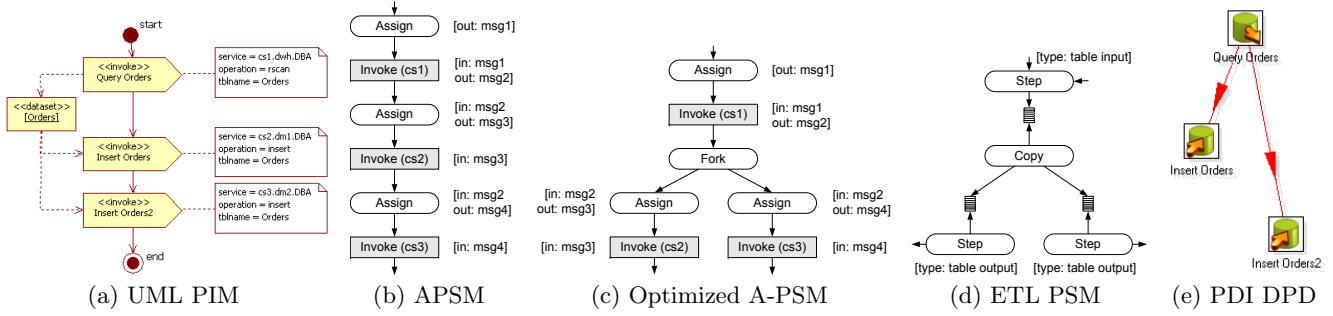 start
<<invoke>>
Query Orders
service = cs1.dwh.DBA
operation = rscan
tblname = Orders
<<dataset>>
[Orders]
<<invoke>>
Insert Orders
service = cs2.dm1.DBA
operation = insert
tblname = Orders
<<invoke>>
Insert Orders2
service = cs3.dm2.DBA
operation = insert
tblname = Orders
end
(a) UML PIM
Assign
[out: msg1]
Invoke (cs1)
[in: msg1
out: msg2]
Assign
[in: msg2
out: msg3]
Invoke (cs2)
[in: msg3]
Assign
[in: msg2
out: msg4]
Invoke (cs3)
[in: msg4]
(b) APSM
Assign
[out: msg1]
Invoke (cs1)
[in: msg1
out: msg2]
Fork
[in: msg2
out: msg3]
Assign
Assign
[in: msg2
out: msg4]
[in: msg3]
Invoke (cs2)
Invoke (cs3)
[in: msg4]
(c) Optimized A-PSM
[type: table input]
Step
Copy
Step
Step
[type: table output]
[type: table output]
(d) ETL PSM
Query Orders
Insert Orders
Insert Orders2
(e) PDI DPD